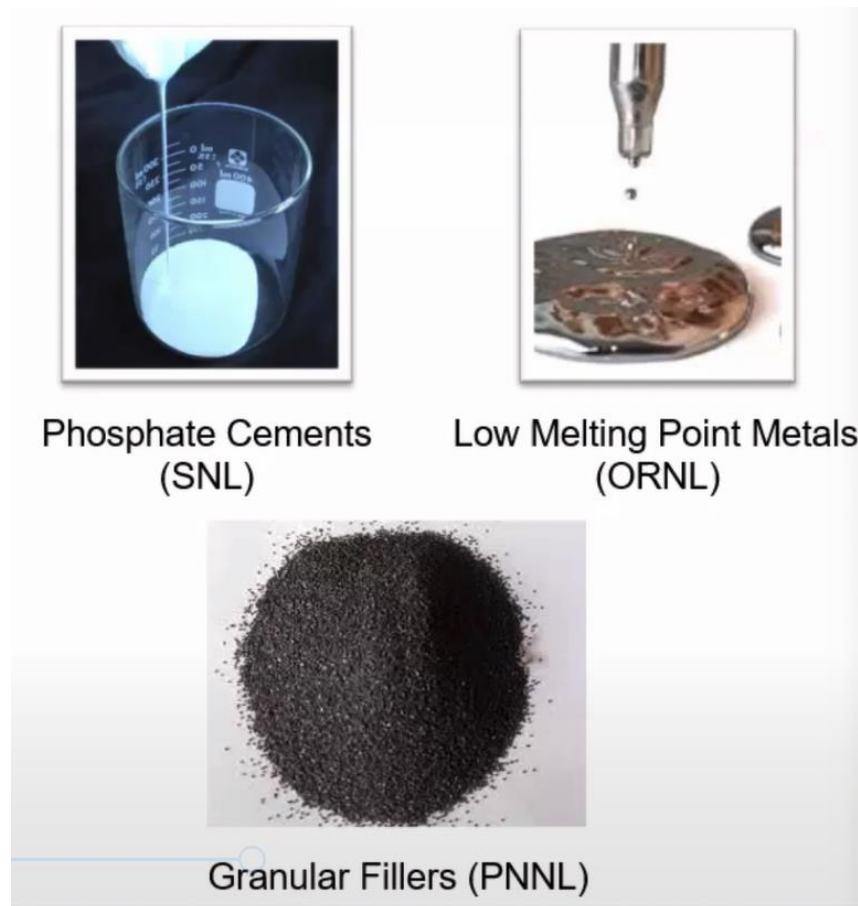 Phosphate Cements
(SNL)
Low Melting Point Metals
(ORNL)
Granular Fillers (PNNL)